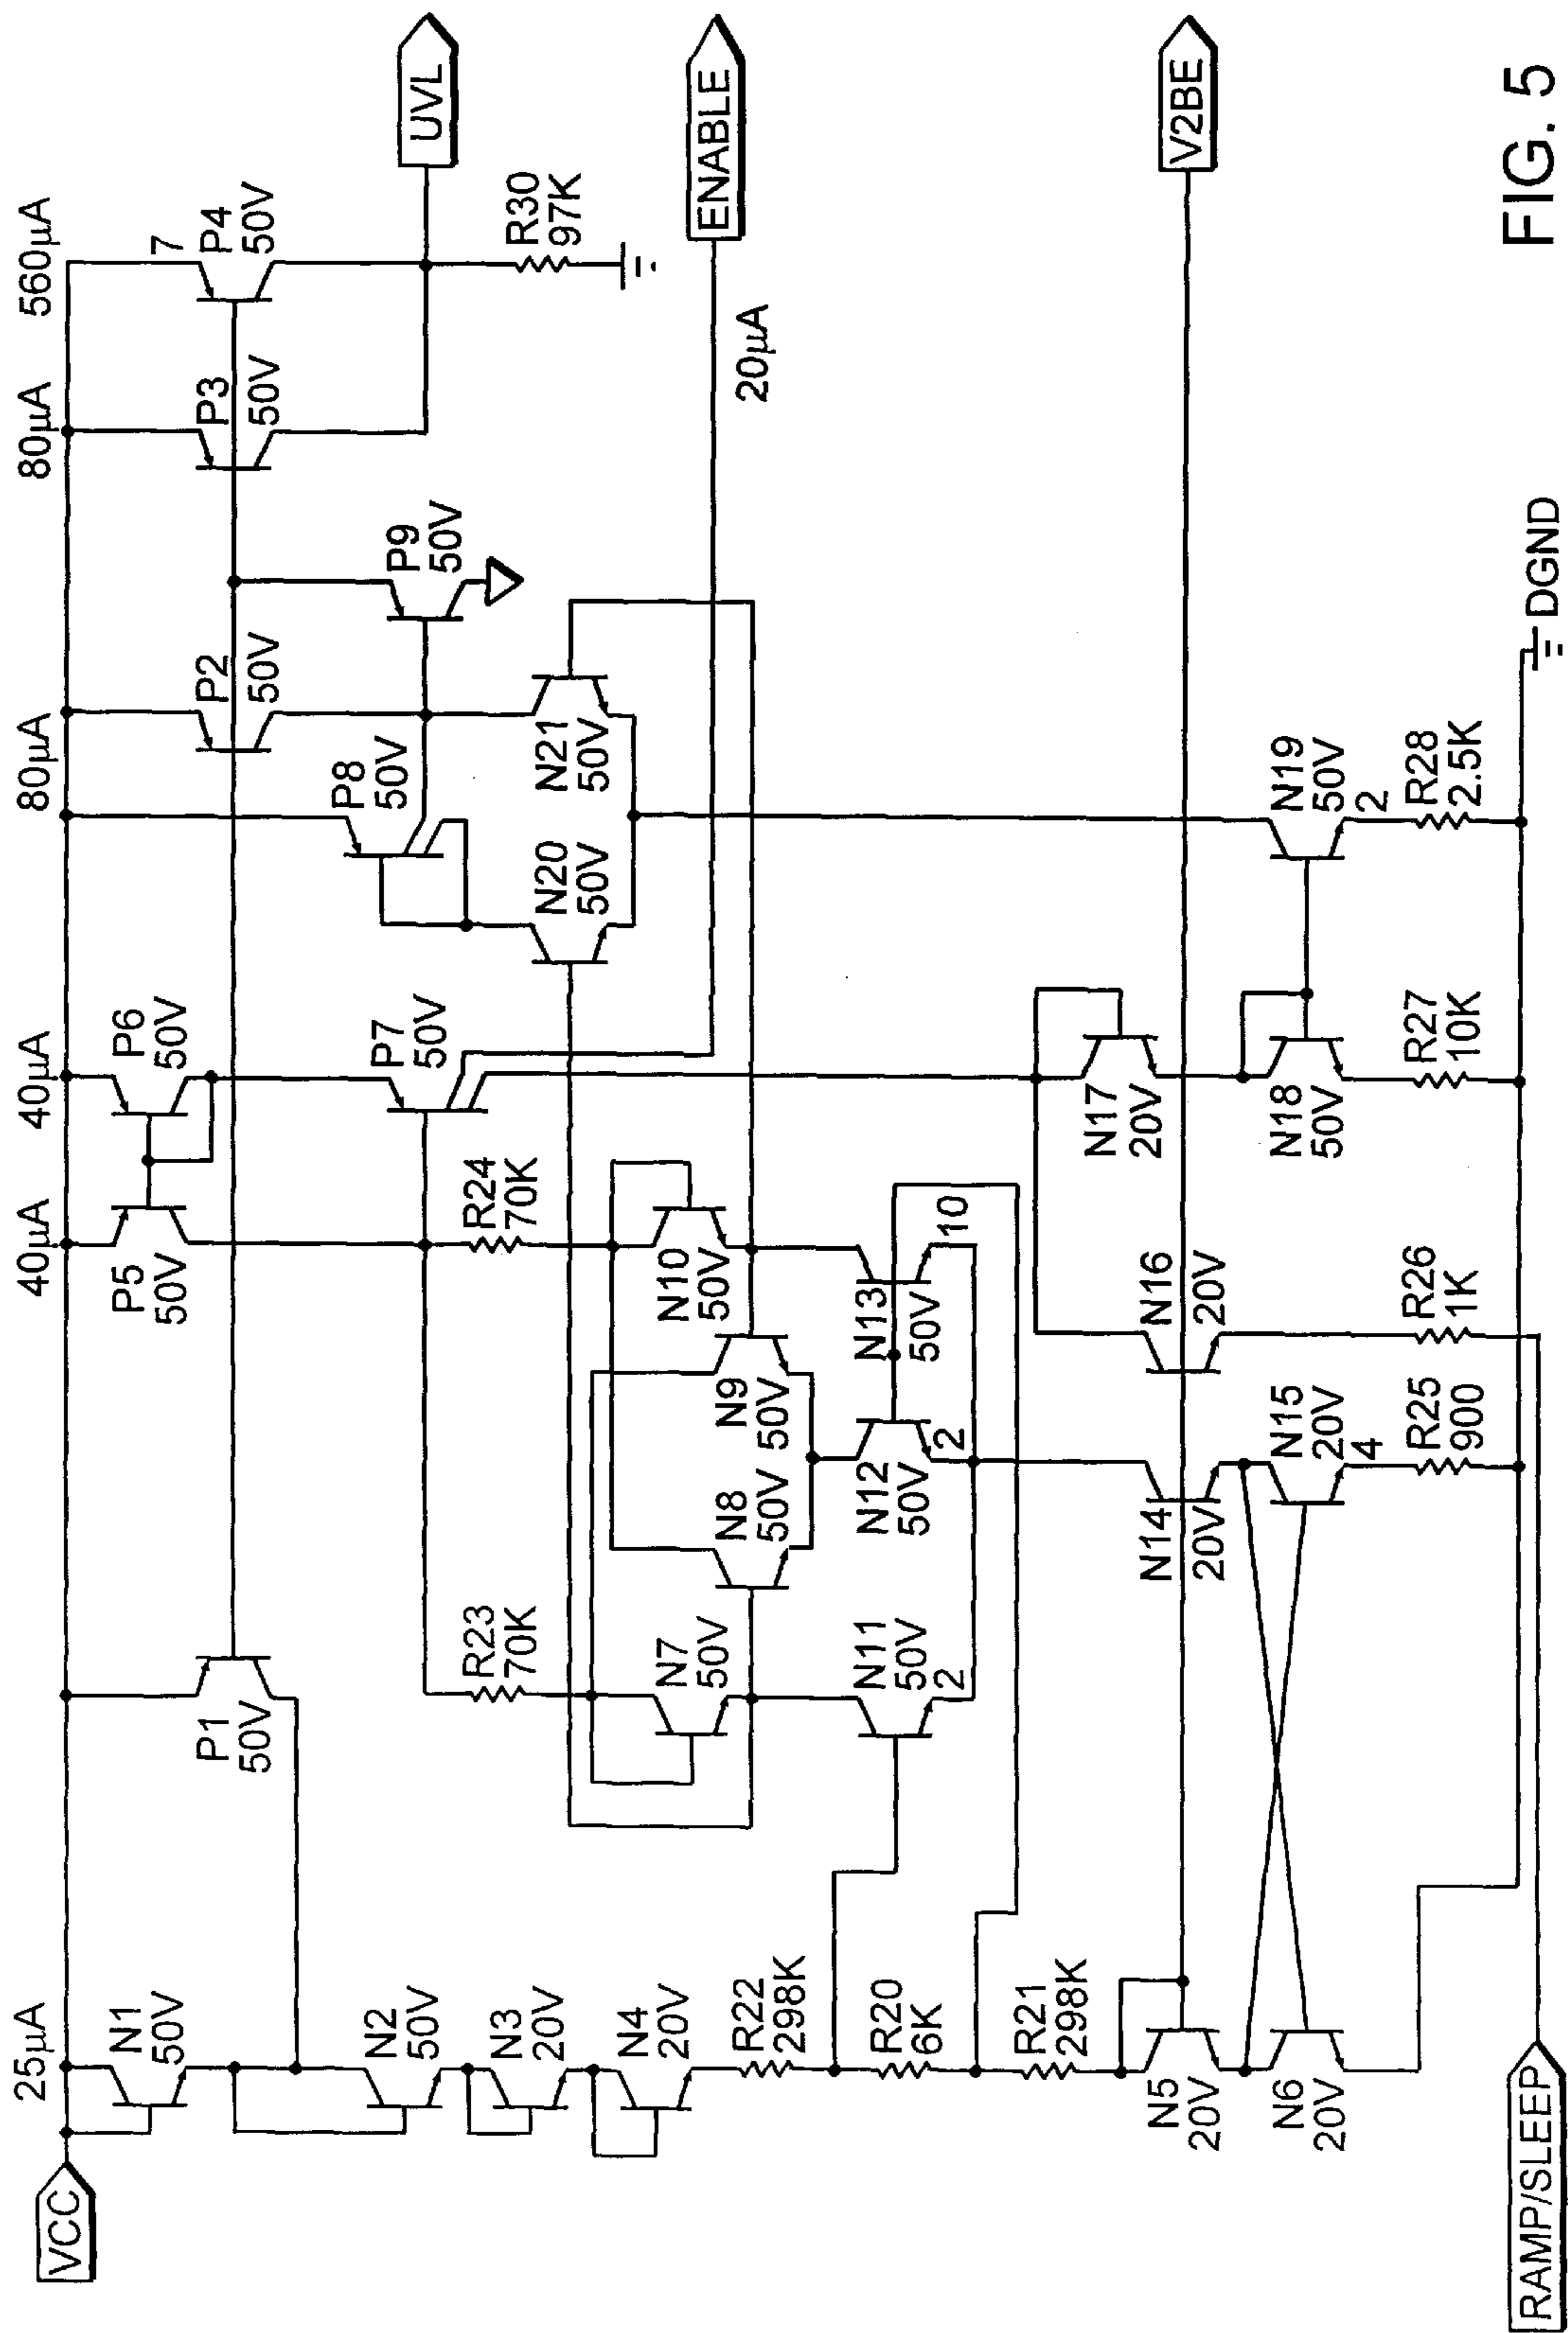 VCC
25µA
N1
50V
P1
50V
40µA
P5
50V
40µA
P6
50V
80µA
P2
50V
80µA
P3
50V
560µA
7
P4
50V
UVL
N2
50V
N3
20V
N4
20V
R22
298K
R20
6K
R21
298K
N5
20V
N6
20V
R23
70K
R24
70K
P7
50V
P8
50V
P9
50V
R30
97K
N7
50V
N8
50V
N9
50V
N10
50V
N20
50V
N21
50V
ENABLE
20µA
N11
50V
2
N12
50V
2
N13
50V
10
N14
20V
N15
20V
4
N16
20V
N17
20V
N18
50V
N19
50V
2
V2BE
R25
900
R26
1K
R27
10K
R28
2.5K
DGND
RAMP/SLEEP
FIG. 5